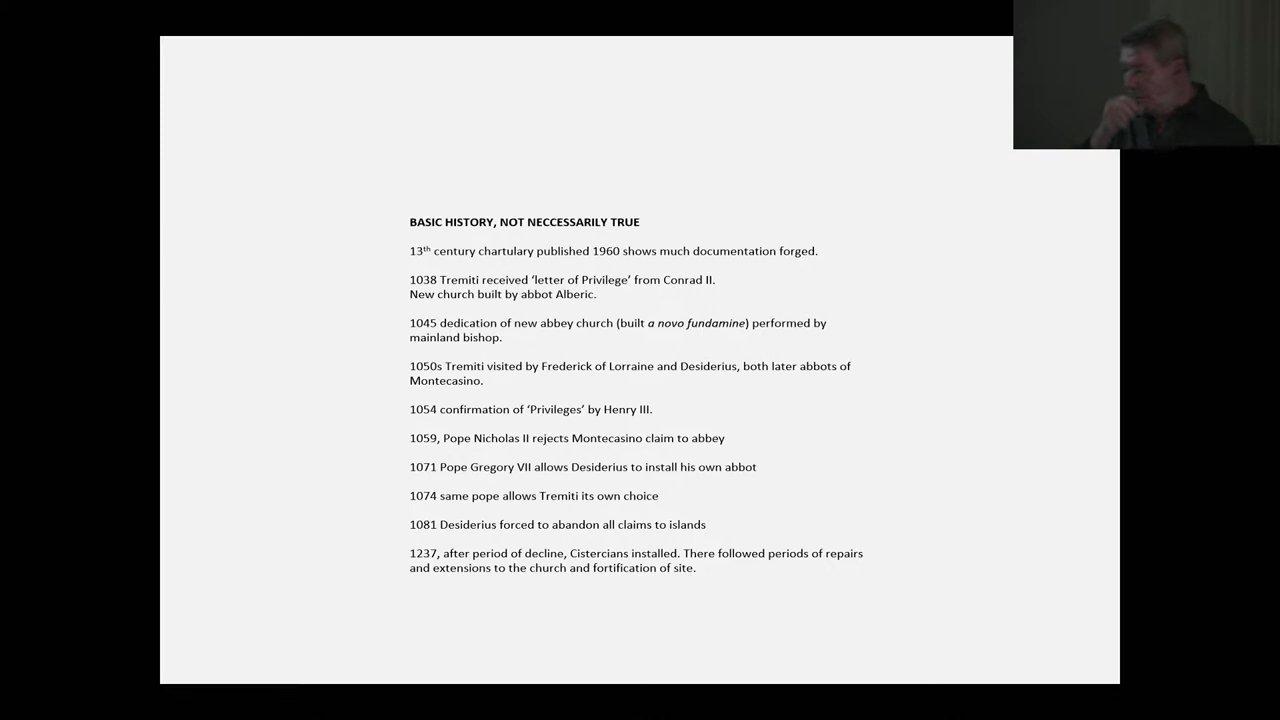 BASIC HISTORY, NOT NECCESSARILY TRUE
13th century chartulary published 1960 shows much documentation forged.
1038 Tremiti received ‘letter of Privilege’ from Conrad II.
New church built by abbot Alberic.
1045 dedication of new abbey church (built a novo fundamine) performed by
mainland bishop.
1050s Tremiti visited by Frederick of Lorraine and Desiderius, both later abbots of
Montecasino.
1054 confirmation of ‘Privileges’ by Henry III.
1059, Pope Nicholas II rejects Montecasino claim to abbey
1071 Pope Gregory VII allows Desiderius to install his own abbot
1074 same pope allows Tremiti its own choice
1081 Desiderius forced to abandon all claims to islands
1237, after period of decline, Cistercians installed. There followed periods of repairs
and extensions to the church and fortification of site.